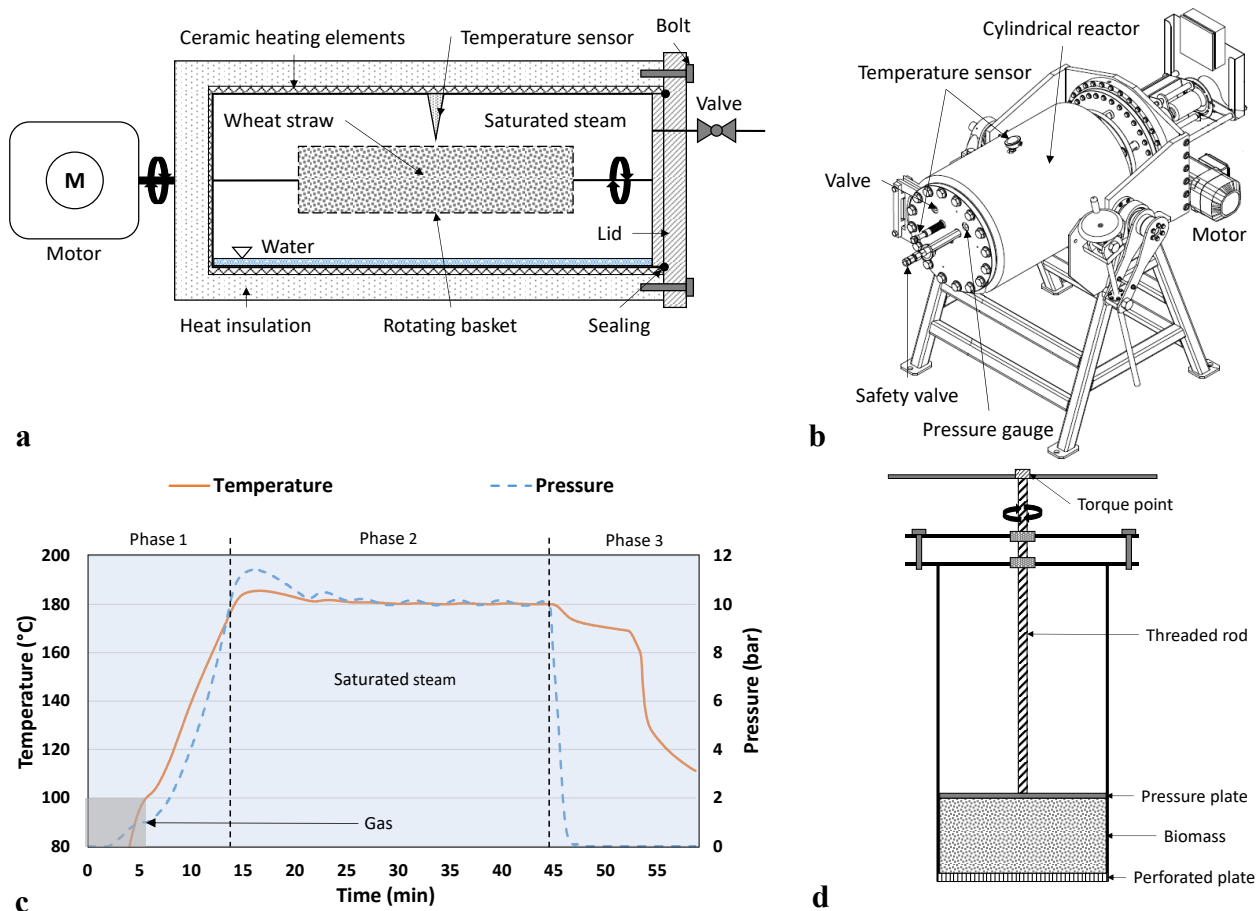 Ceramic heating elements
Temperature sensor
Bolt
Wheat straw
Saturated steam
Valve
M
Motor
Water
Lid
Heat insulation
Rotating basket
Sealing
a
Cylindrical reactor
Temperature sensor
Valve
Motor
Safety valve
Pressure gauge
b
Temperature
Pressure
Phase 1
Phase 2
Phase 3
200
180
160
140
120
100
80
Temperature (°C)
12
10
8
6
4
2
0
Pressure (bar)
Saturated steam
Gas
0 5 10 15 20 25 30 35 40 45 50 55
Time (min)
c
Torque point
Threaded rod
Pressure plate
Biomass
Perforated plate
d